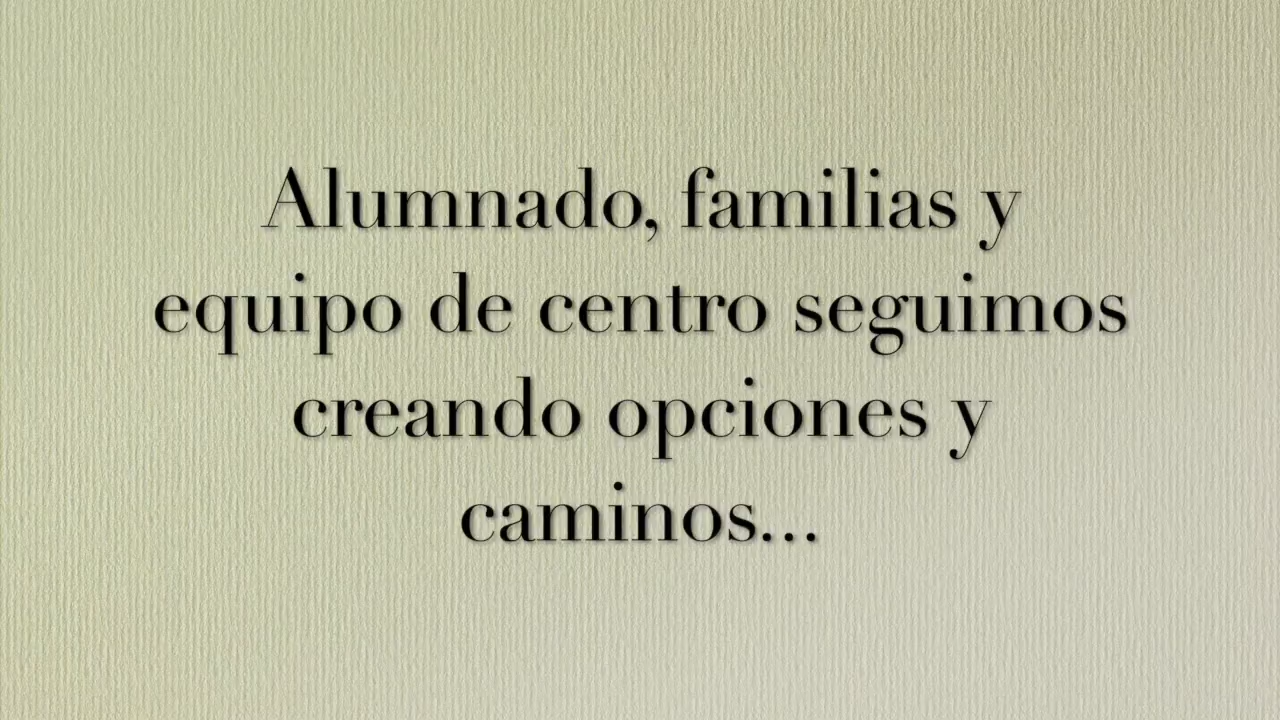 Alumnado, familias y
equipo de centro seguimos
creando opciones y
caminos...